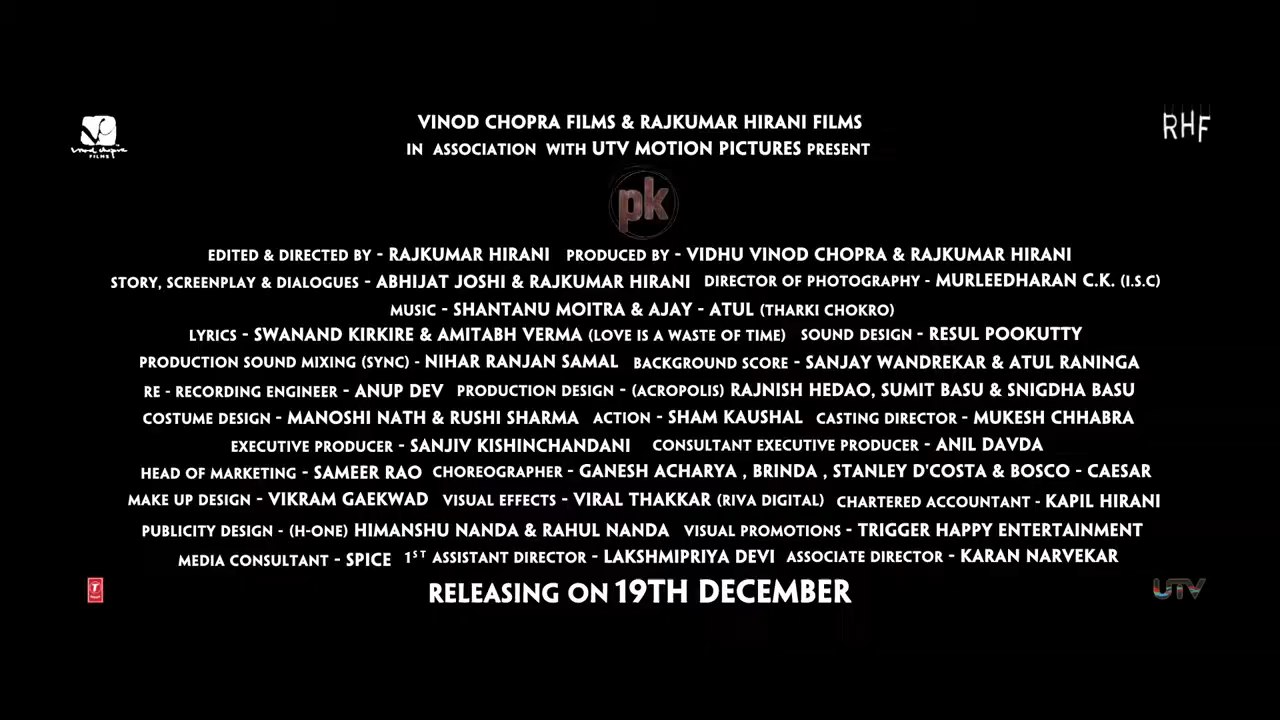 VINOD CHOPRA FILMS & RAJKUMAR HIRANI FILMS
vinod chopra
FILMS
RHF
IN ASSOCIATION WITH UTV MOTION PICTURES PRESENT
pk
EDITED & DIRECTED BY - RAJKUMAR HIRANI PRODUCED BY - VIDHU VINOD CHOPRA & RAJKUMAR HIRANI
STORY, SCREENPLAY & DIALOGUES - ABHIJAT JOSHI & RAJKUMAR HIRANI DIRECTOR OF PHOTOGRAPHY - MURLEEDHARAN C.K. (I.S.C)
MUSIC - SHANTANU MOITRA & AJAY - ATUL (THARKI CHOKRO)
LYRICS - SWANAND KIRKIRE & AMITABH VERMA (LOVE IS A WASTE OF TIME) SOUND DESIGN - RESUL POOKUTTY
PRODUCTION SOUND MIXING (SYNC) - NIHAR RANJAN SAMAL BACKGROUND SCORE - SANJAY WANDREKAR & ATUL RANINGA
RE - RECORDING ENGINEER - ANUP DEV PRODUCTION DESIGN - (ACROPOLIS) RAJNISH HEDAO, SUMIT BASU & SNIGDHA BASU
COSTUME DESIGN - MANOSHI NATH & RUSHI SHARMA ACTION - SHAM KAUSHAL CASTING DIRECTOR - MUKESH CHHABRA
EXECUTIVE PRODUCER - SANJIV KISHINCHANDANI CONSULTANT EXECUTIVE PRODUCER - ANIL DAVDA
HEAD OF MARKETING - SAMEER RAO CHOREOGRAPHER - GANESH ACHARYA , BRINDA , STANLEY D'COSTA & BOSCO - CAESAR
MAKE UP DESIGN - VIKRAM GAEKWAD VISUAL EFFECTS - VIRAL THAKKAR (RIVA DIGITAL) CHARTERED ACCOUNTANT - KAPIL HIRANI
PUBLICITY DESIGN - (H-ONE) HIMANSHU NANDA & RAHUL NANDA VISUAL PROMOTIONS - TRIGGER HAPPY ENTERTAINMENT
MEDIA CONSULTANT - SPICE 1ST ASSISTANT DIRECTOR - LAKSHMIPRIYA DEVI ASSOCIATE DIRECTOR - KARAN NARVEKAR
RELEASING ON 19TH DECEMBER
UTV